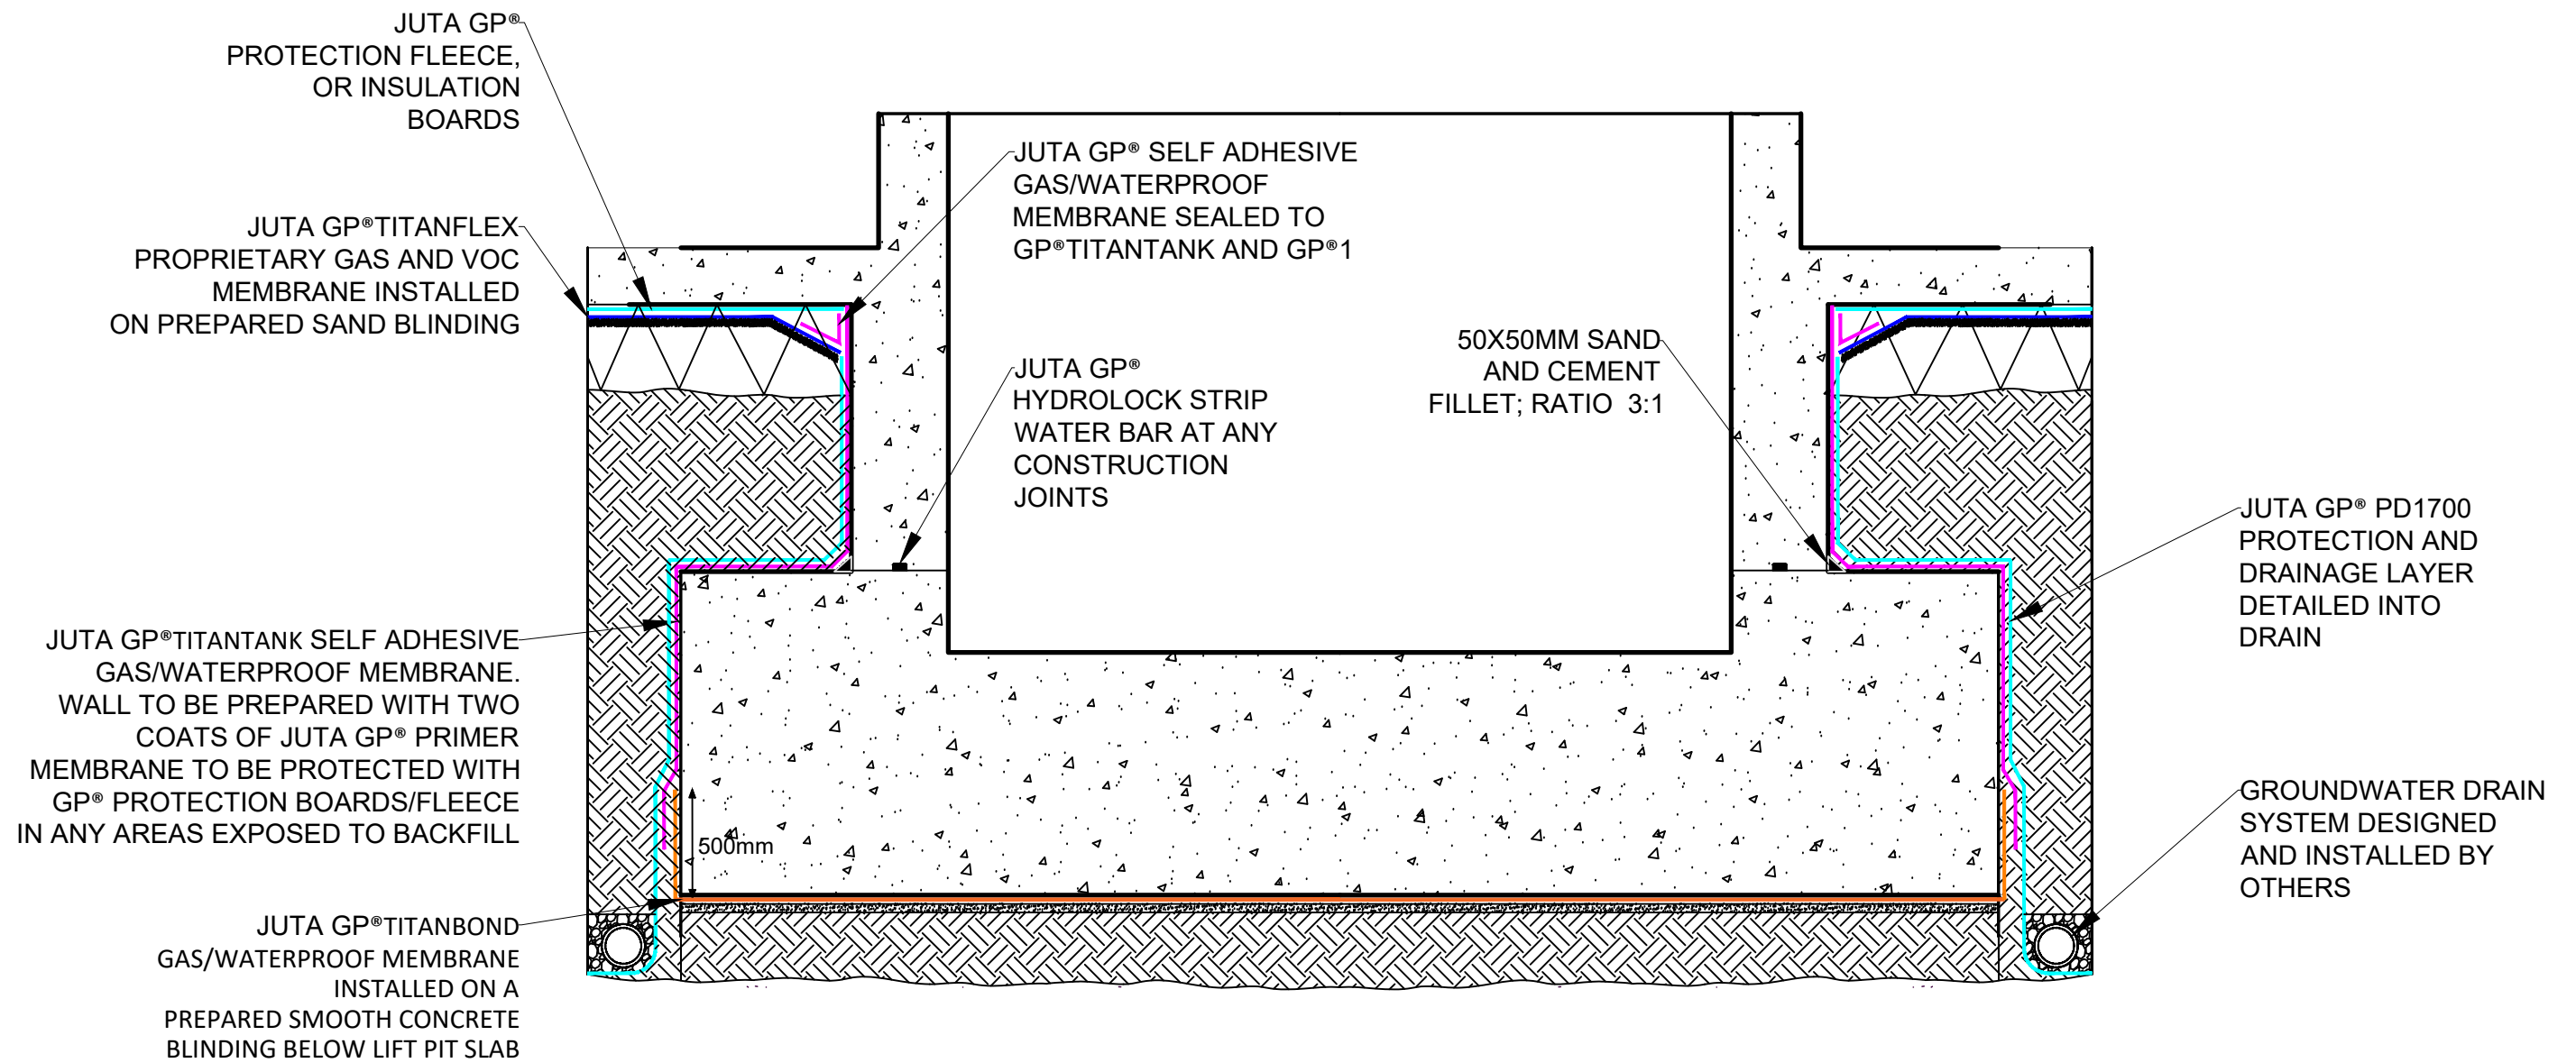 JUTA GP®
PROTECTION FLEECE,
OR INSULATION
BOARDS
JUTA GP®TITANFLEX
PROPRIETARY GAS AND VOC
MEMBRANE INSTALLED
ON PREPARED SAND BLINDING
JUTA GP®TITANTANK SELF ADHESIVE
GAS/WATERPROOF MEMBRANE.
WALL TO BE PREPARED WITH TWO
COATS OF JUTA GP® PRIMER
MEMBRANE TO BE PROTECTED WITH
GP® PROTECTION BOARDS/FLEECE
IN ANY AREAS EXPOSED TO BACKFILL
JUTA GP®TITANBOND
GAS/WATERPROOF MEMBRANE
INSTALLED ON A
PREPARED SMOOTH CONCRETE
BLINDING BELOW LIFT PIT SLAB
500mm
JUTA GP® SELF ADHESIVE
GAS/WATERPROOF
MEMBRANE SEALED TO
GP®TITANTANK AND GP®1
JUTA GP®
HYDROLOCK STRIP
WATER BAR AT ANY
CONSTRUCTION
JOINTS
50X50MM SAND
AND CEMENT
FILLET; RATIO 3:1
JUTA GP® PD1700
PROTECTION AND
DRAINAGE LAYER
DETAILED INTO
DRAIN
GROUNDWATER DRAIN
SYSTEM DESIGNED
AND INSTALLED BY
OTHERS